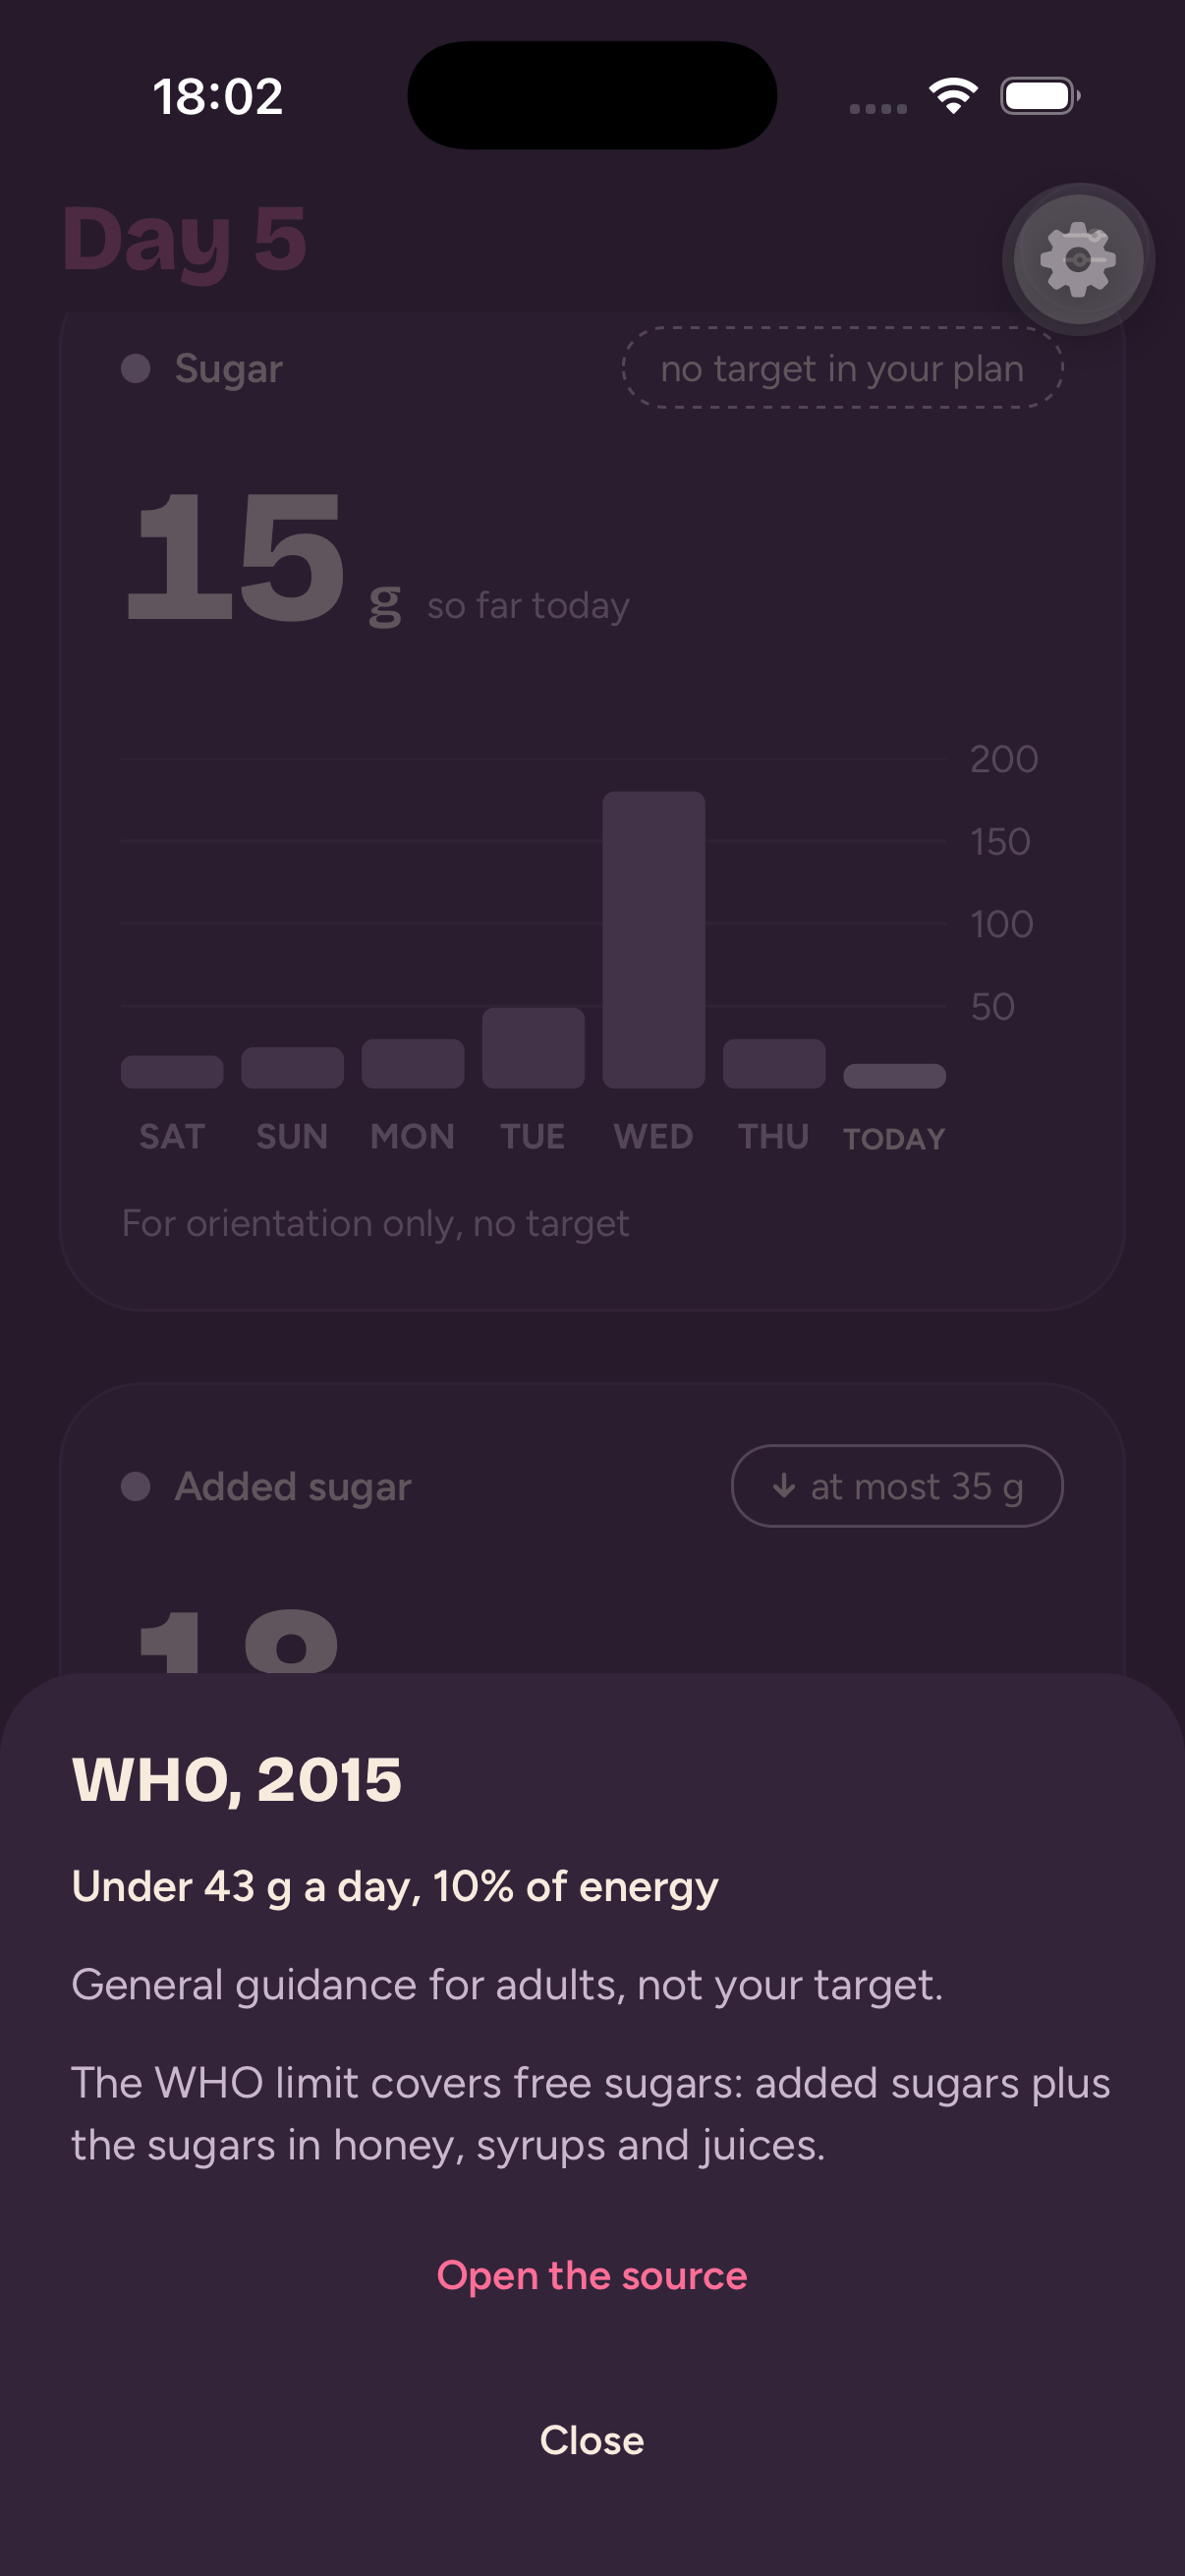 18:02
Day 5
Sugar
no target in your plan
15 g so far today
200
150
100
50
SAT SUN MON TUE WED THU TODAY
For orientation only, no target
Added sugar
↓ at most 35 g
WHO, 2015
Under 43 g a day, 10% of energy
General guidance for adults, not your target.
The WHO limit covers free sugars: added sugars plus
the sugars in honey, syrups and juices.
Open the source
Close